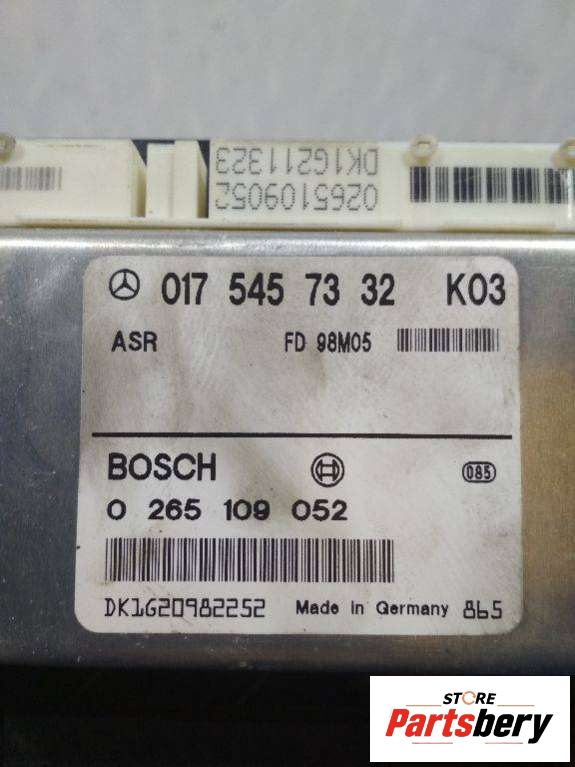 0265109052
DK1G211323
017 545 73 32 K03
ASR FD 98M05
BOSCH
085
0 265 109 052
DK1G20982252 Made in Germany 865
STORE
Partsbery